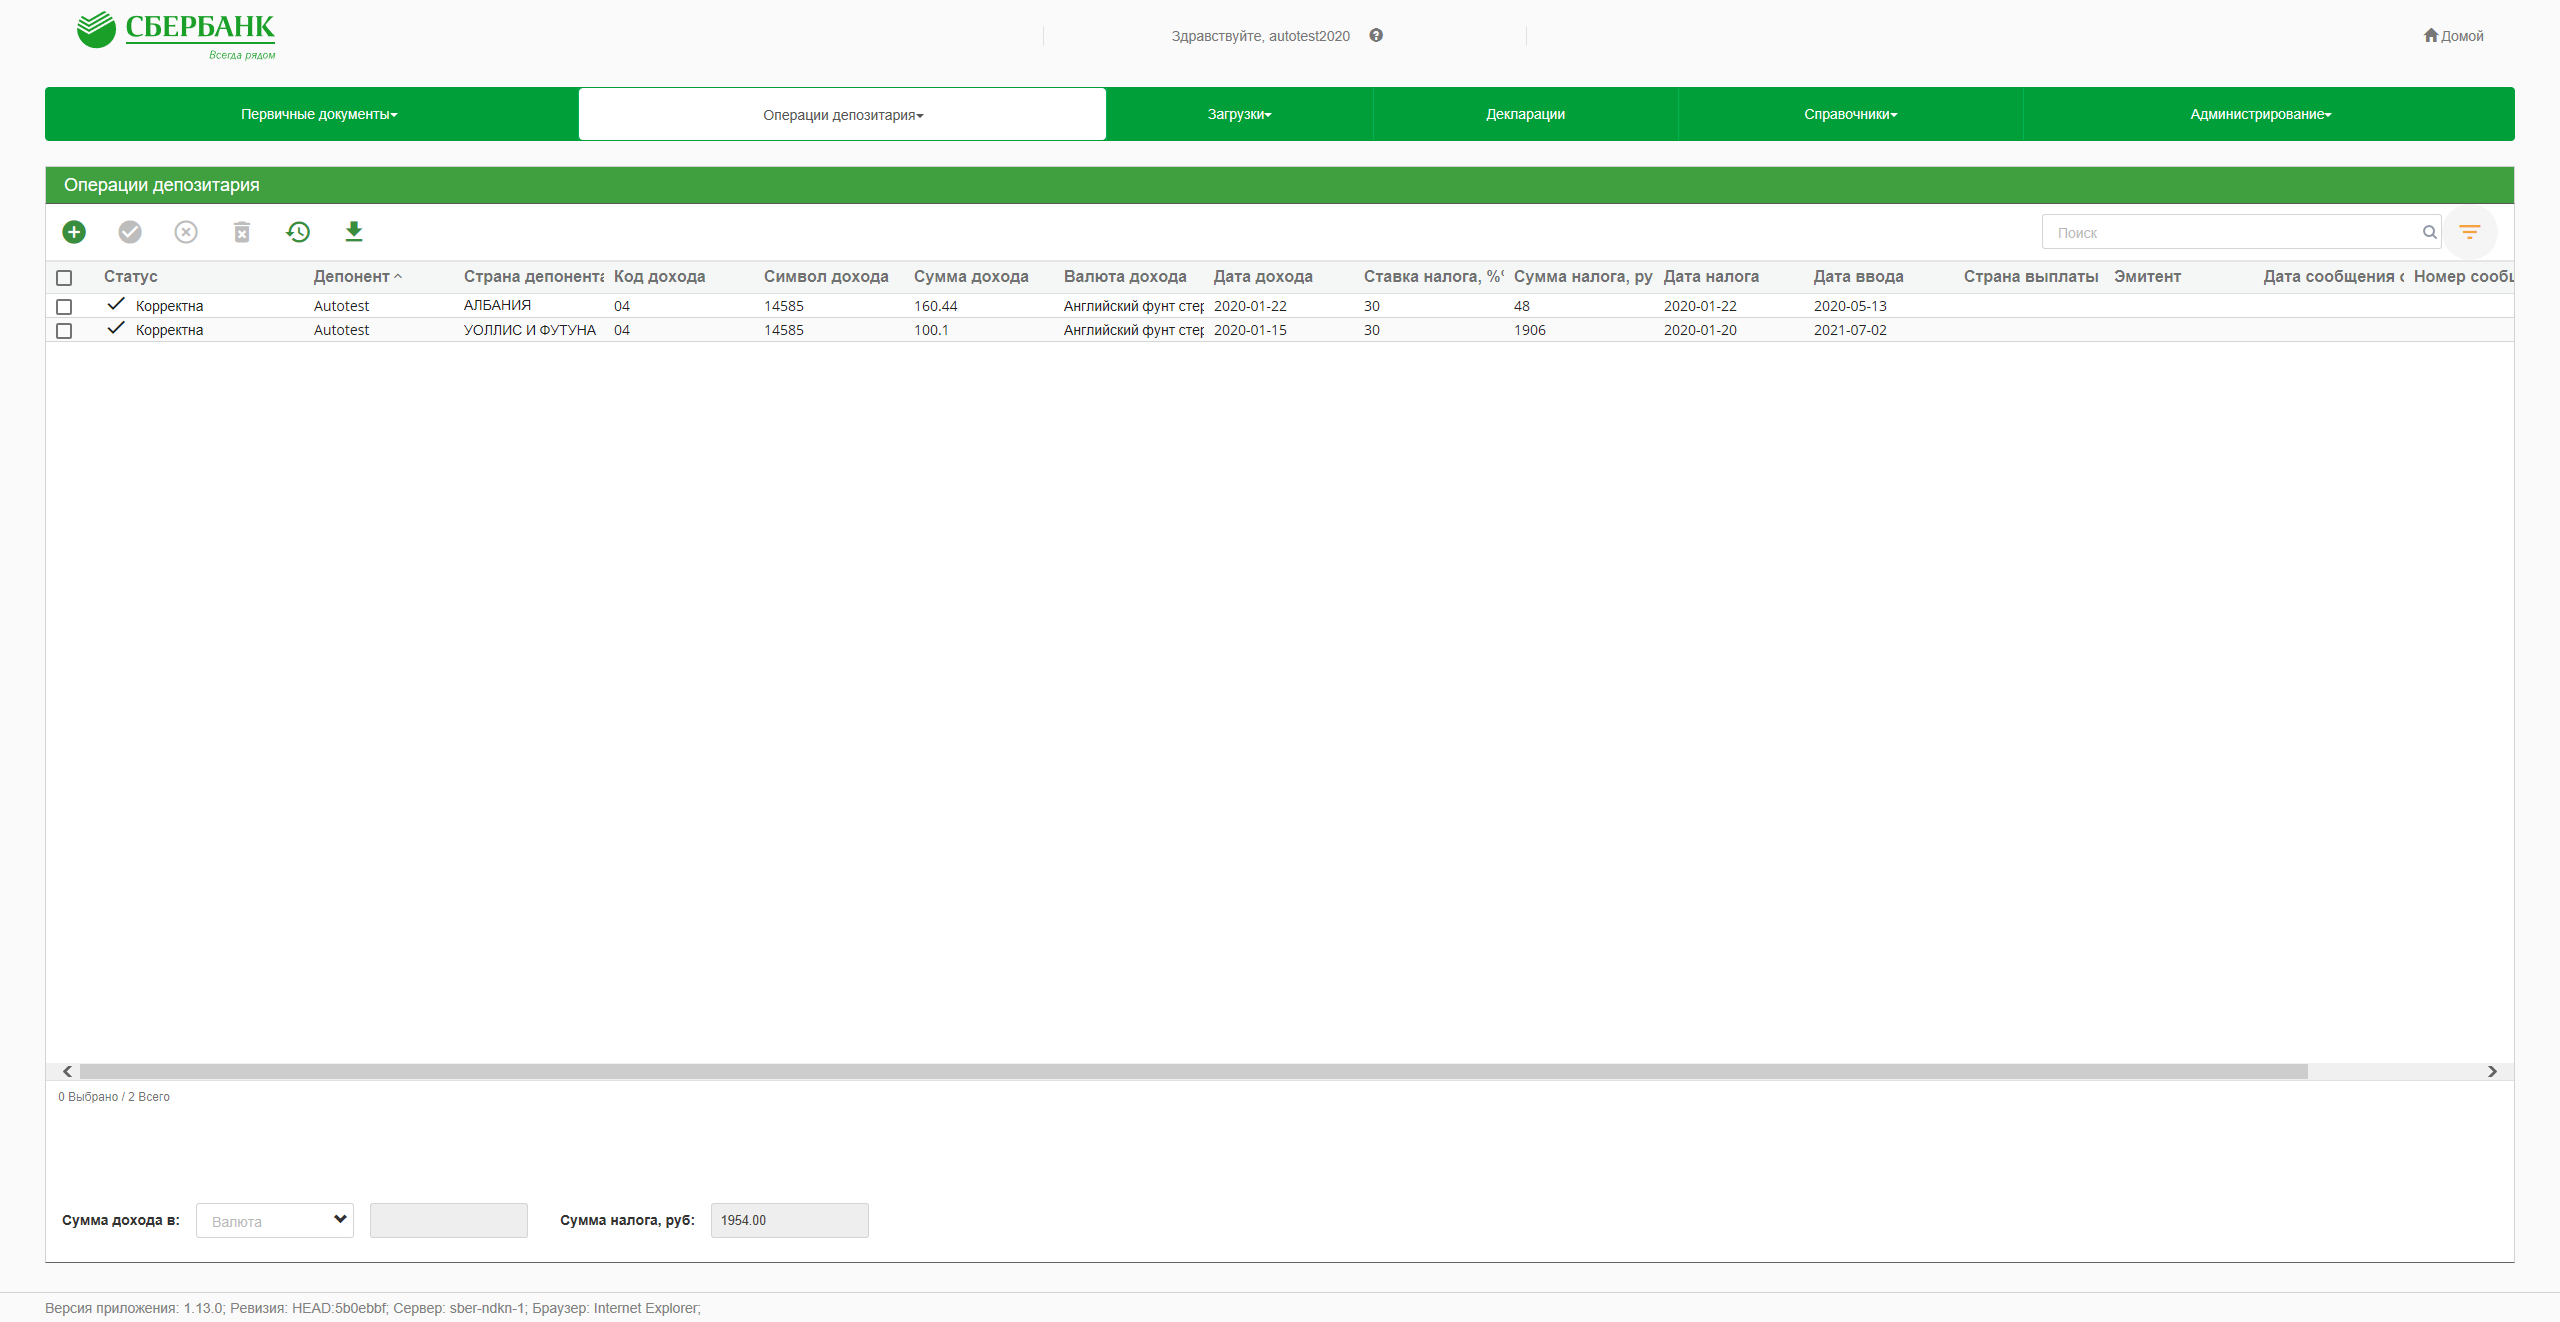 СБЕРБАНК
Всегда рядом
Здравствуйте, autotest2020
Домой
Первичные документы Операции депозитария Загрузки Декларации Справочники Администрирование
Операции депозитария
Поиск
Статус Депонент Страна депонента Код дохода Символ дохода Сумма дохода Валюта дохода Дата дохода Ставка налога, % Сумма налога, ру Дата налога Дата ввода Страна выплаты Эмитент Дата сообщения с Номер сообщ
Корректна Autotest АЛБАНИЯ 04 14585 160.44 Английский фунт стер 2020-01-22 30 48 2020-01-22 2020-05-13
Корректна Autotest УОЛЛИС И ФУТУНА 04 14585 100.1 Английский фунт стер 2020-01-15 30 1906 2020-01-20 2021-07-02
0 Выбрано / 2 Всего
Сумма дохода в: Валюта Сумма налога, руб: 1954.00
Версия приложения: 1.13.0; Ревизия: HEAD:5b0ebbf; Сервер: sber-ndkn-1; Браузер: Internet Explorer;